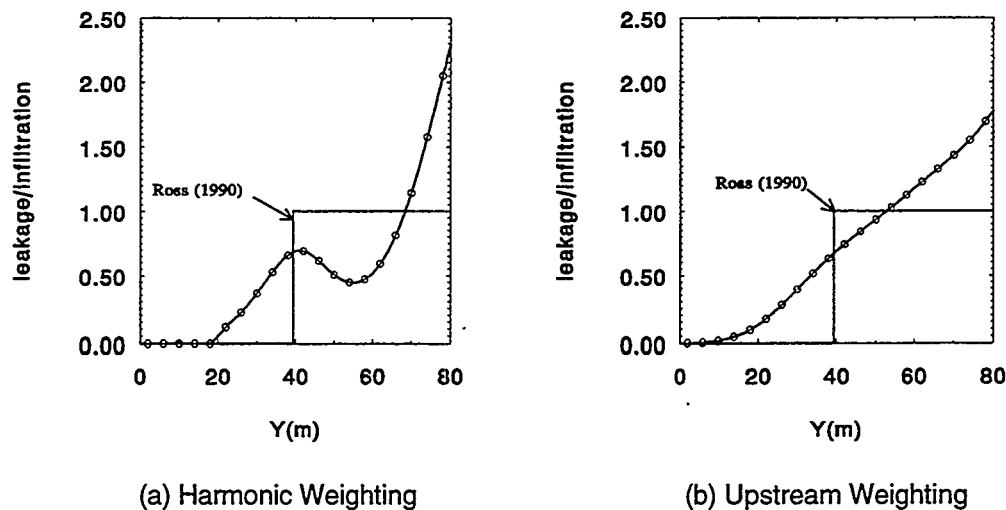 2.50
2.00
1.50
1.00
0.50
0.00
leakage/infiltration
Ross (1990)
0 20 40 60 80
Y(m)
(a) Harmonic Weighting
2.50
2.00
1.50
1.00
0.50
0.00
leakage/infiltration
Ross (1990)
0 20 40 60 80
Y(m)
(b) Upstream Weighting